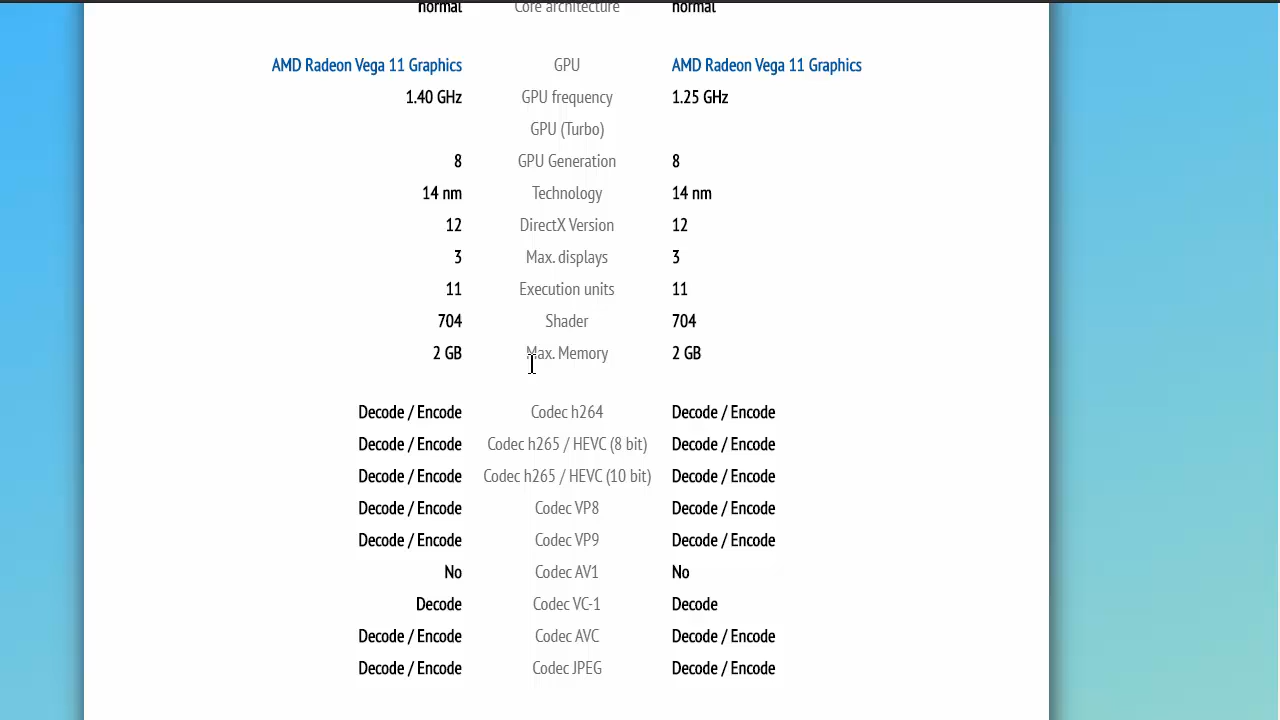 normal Core architecture normal
AMD Radeon Vega 11 Graphics GPU AMD Radeon Vega 11 Graphics
1.40 GHz GPU frequency 1.25 GHz
GPU (Turbo)
8 GPU Generation 8
14 nm Technology 14 nm
12 DirectX Version 12
3 Max. displays 3
11 Execution units 11
704 Shader 704
2 GB Max. Memory 2 GB
Decode / Encode Codec h264 Decode / Encode
Decode / Encode Codec h265 / HEVC (8 bit) Decode / Encode
Decode / Encode Codec h265 / HEVC (10 bit) Decode / Encode
Decode / Encode Codec VP8 Decode / Encode
Decode / Encode Codec VP9 Decode / Encode
No Codec AV1 No
Decode Codec VC-1 Decode
Decode / Encode Codec AVC Decode / Encode
Decode / Encode Codec JPEG Decode / Encode